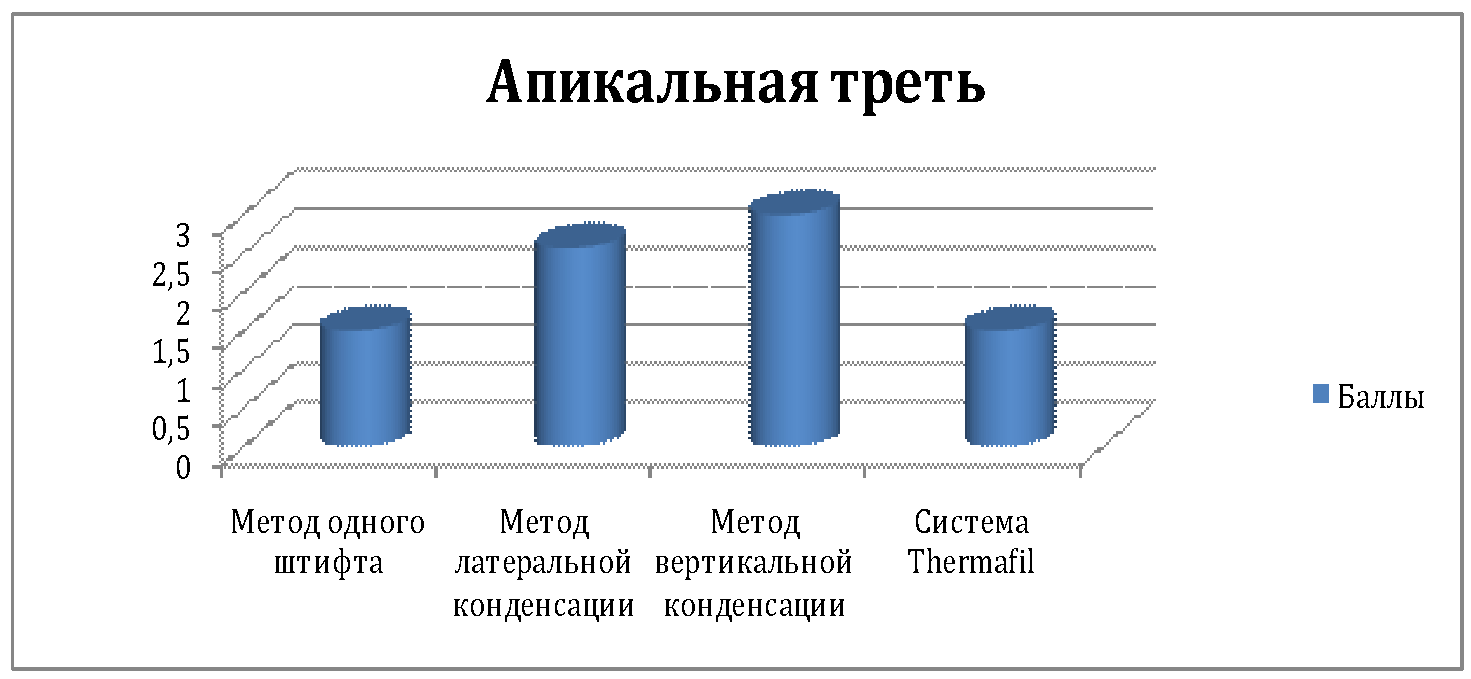 Апикальная треть
3
2,5
2
1,5
1
0,5
0
Баллы
Метод одного
штифта
Метод
латеральной
конденсации
Метод
вертикальной
конденсации
Система
Thermafil